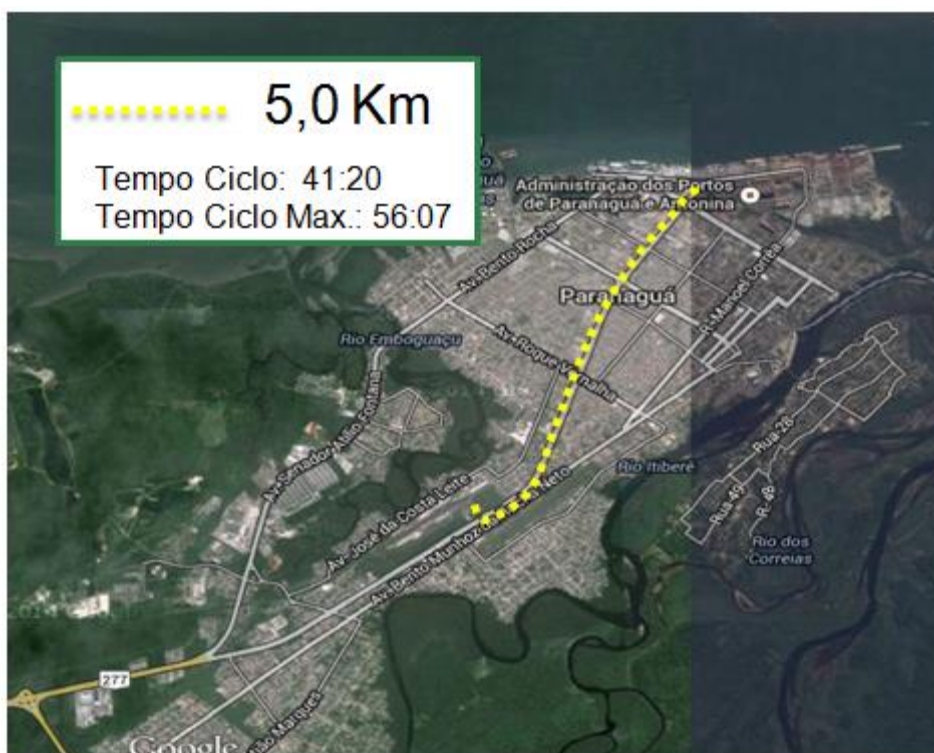 5,0 Km
Tempo Ciclo: 41:20
Tempo Ciclo Max.: 56:07
Administração dos Portos
de Paranaguá e Antonina
Av. Bento Rocha
R. Manoel Corrêa
Paranaguá
Rio Emboguaçu
Av. Roque Vernalha
Av. Senador Atílio Fontana
Rio Itiberê
Rua 28
Rua 49
R. 48
Av. José da Costa Leite
Av. Bento Munhoz da
Neto
Rio dos
Correias
277
Marques
Google